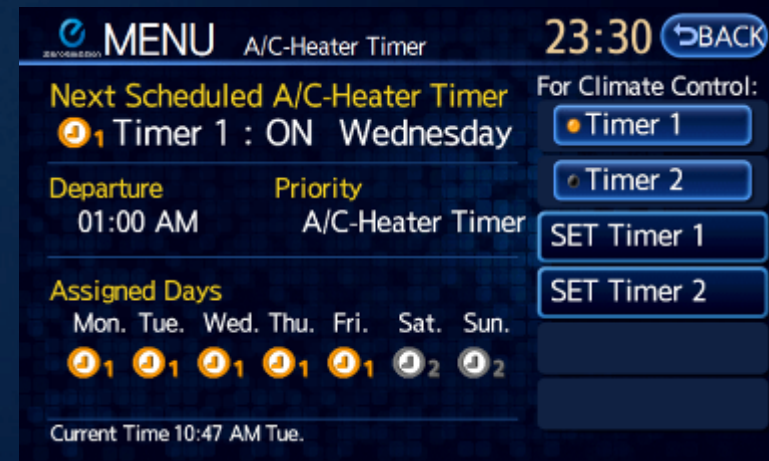 MENU A/C-Heater Timer 23:30 BACK
Next Scheduled A/C-Heater Timer
1 Timer 1 : ON Wednesday
For Climate Control:
Timer 1
Timer 2
SET Timer 1
SET Timer 2
Departure Priority
01:00 AM A/C-Heater Timer
Assigned Days
Mon. Tue. Wed. Thu. Fri. Sat. Sun.
1 1 1 1 1 2 2
Current Time 10:47 AM Tue.